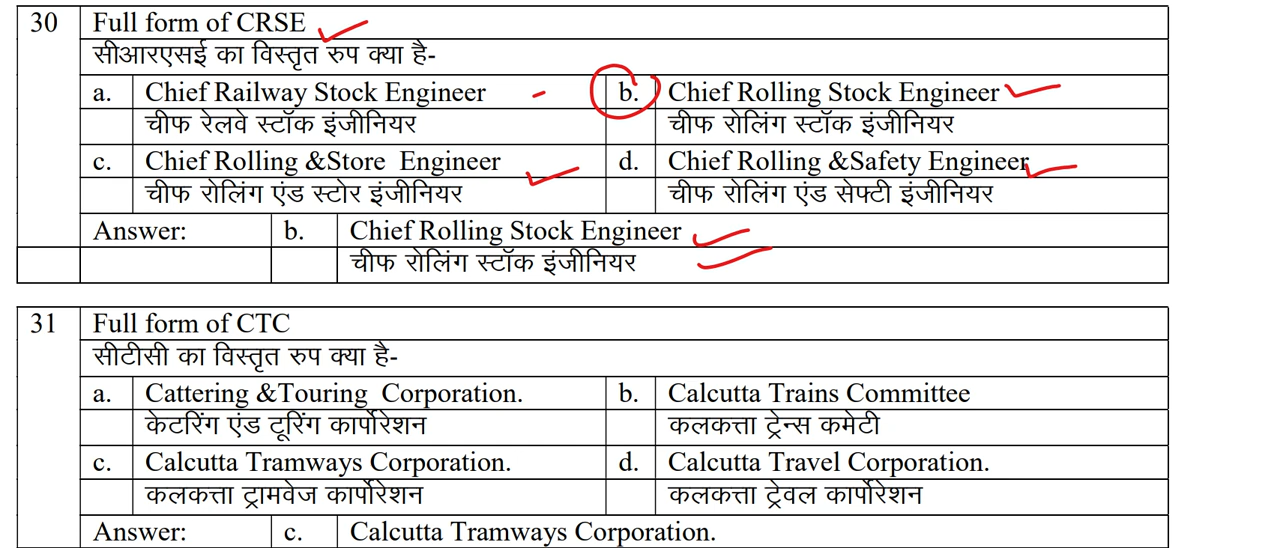 30 Full form of CRSE
सीआरएसई का विस्तृत रुप क्या है-
a. Chief Railway Stock Engineer b. Chief Rolling Stock Engineer
चीफ रेलवे स्टॉक इंजीनियर चीफ रोलिंग स्टॉक इंजीनियर
c. Chief Rolling &Store Engineer d. Chief Rolling &Safety Engineer
चीफ रोलिंग एंड स्टोर इंजीनियर चीफ रोलिंग एंड सेफ्टी इंजीनियर
Answer: b. Chief Rolling Stock Engineer
चीफ रोलिंग स्टॉक इंजीनियर
31 Full form of CTC
सीटीसी का विस्तृत रुप क्या है-
a. Cattering &Touring Corporation. b. Calcutta Trains Committee
केटरिंग एंड टूरिंग कार्पोरेशन कलकत्ता ट्रेन्स कमेटी
c. Calcutta Tramways Corporation. d. Calcutta Travel Corporation.
कलकत्ता ट्रामवेज कार्पोरेशन कलकत्ता ट्रेवल कार्पोरेशन
Answer: c. Calcutta Tramways Corporation.